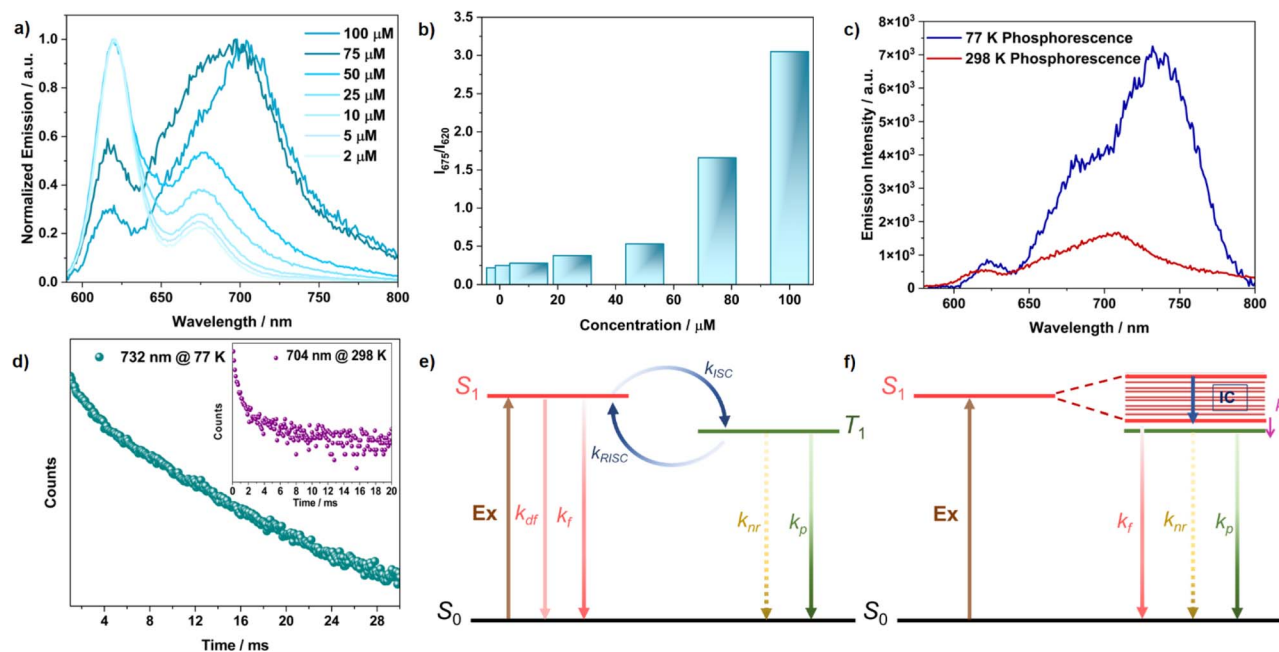 a)
Normalized Emission / a.u.
1.0
0.8
0.6
0.4
0.2
0.0
100 μM
75 μM
50 μM
25 μM
10 μM
5 μM
2 μM
600 650 700 750 800
Wavelength / nm
b)
I675/I620
3.5
3.0
2.5
2.0
1.5
1.0
0.5
0.0
0 20 40 60 80 100
Concentration / μM
c)
Emission Intensity / a.u.
8×10³
7×10³
6×10³
5×10³
4×10³
3×10³
2×10³
1×10³
0
77 K Phosphorescence
298 K Phosphorescence
600 650 700 750 800
Wavelength / nm
d)
Counts
732 nm @ 77 K
704 nm @ 298 K
Counts
0 2 4 6 8 10 12 14 16 18 20
Time / ms
4 8 12 16 20 24 28
Time / ms
e)
S1
kISC
kRISC
T1
Ex
kdf
kf
knr
kp
S0
f)
S1
IC
Ex
kf
knr
kp
S0